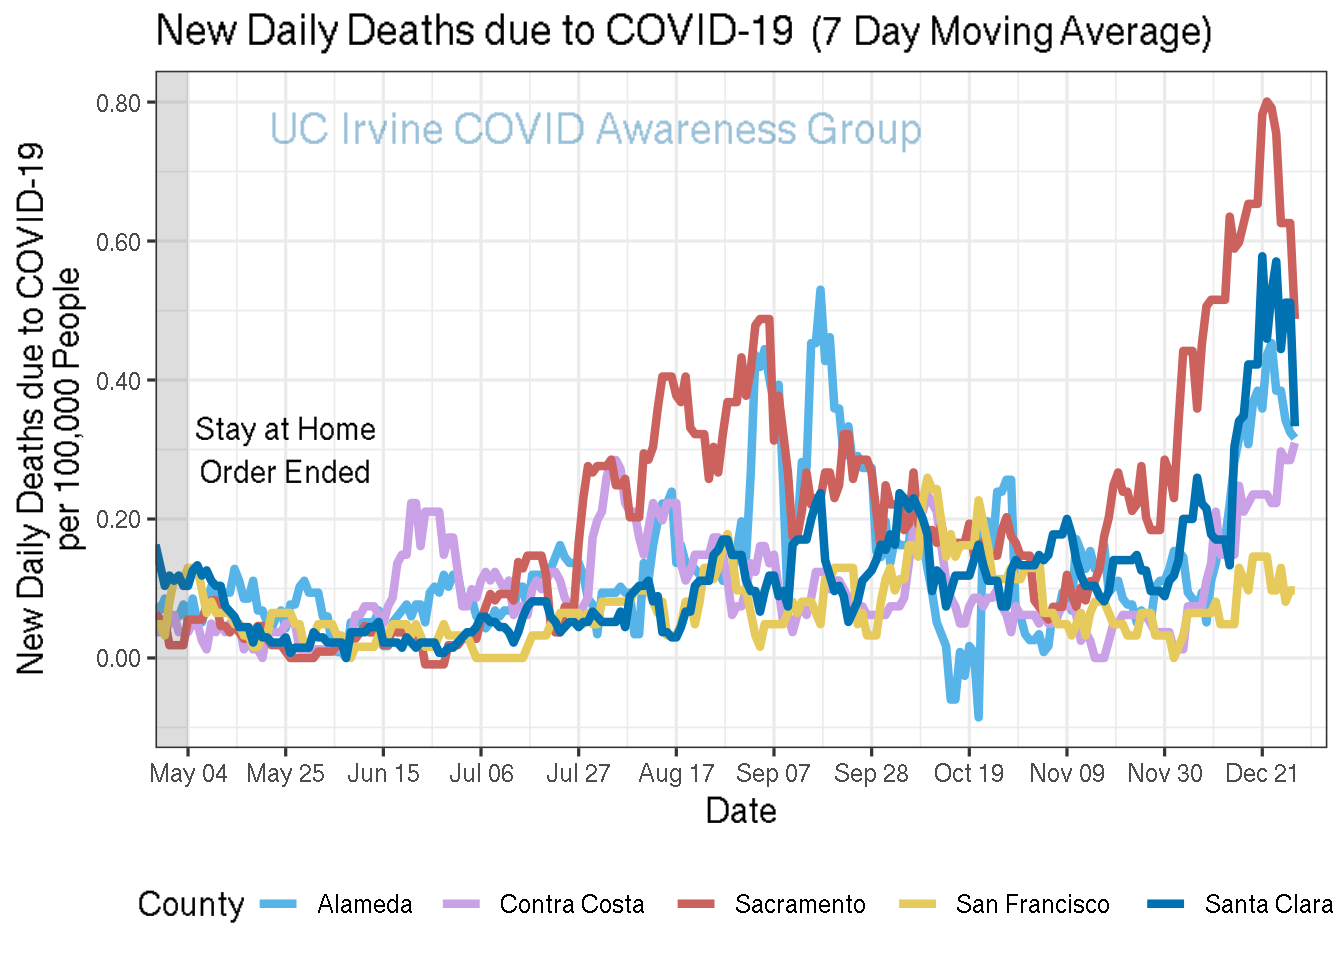 New Daily Deaths due to COVID-19 (7 Day Moving Average)
UC Irvine COVID Awareness Group
Stay at Home
Order Ended
New Daily Deaths due to COVID-19
per 100,000 People
0.80
0.60
0.40
0.20
0.00
May 04 May 25 Jun 15 Jul 06 Jul 27 Aug 17 Sep 07 Sep 28 Oct 19 Nov 09 Nov 30 Dec 21
Date
County Alameda Contra Costa Sacramento San Francisco Santa Clara